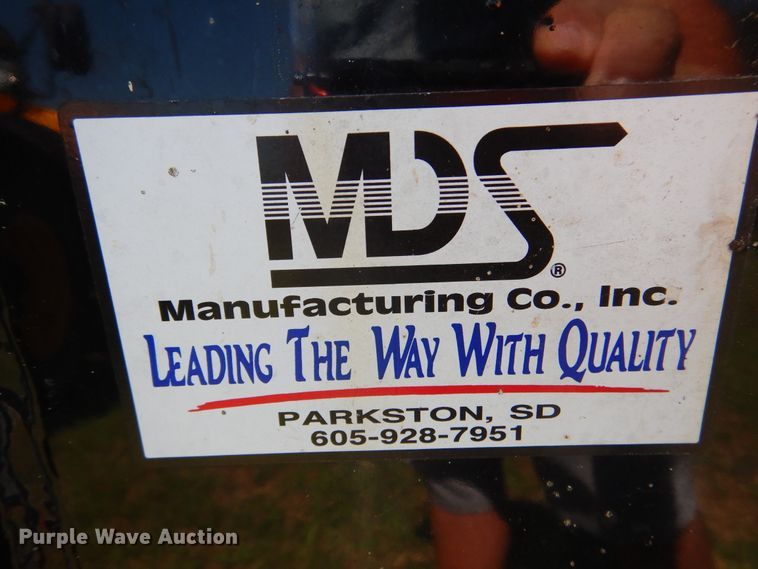 MDS®
Manufacturing Co., Inc.
LEADING THE WAY WITH QUALITY
PARKSTON, SD
605-928-7951
Purple Wave Auction